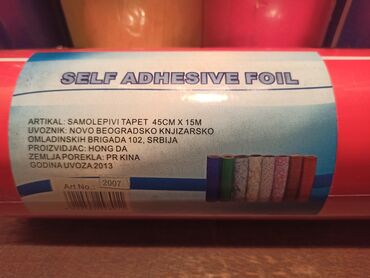 SELF ADHESIVE FOIL
ARTIKAL: SAMOLEPIVI TAPET 45CM X 15M
UVOZNIK: NOVO BEOGRADSKO KNJIZARSKO
OMLADINSKIH BRIGADA 102, SRBIJA
PROIZVIDJAC: HONG DA
ZEMLJA POREKLA: PR KINA
GODINA UVOZA 2013
Art No.: 2007